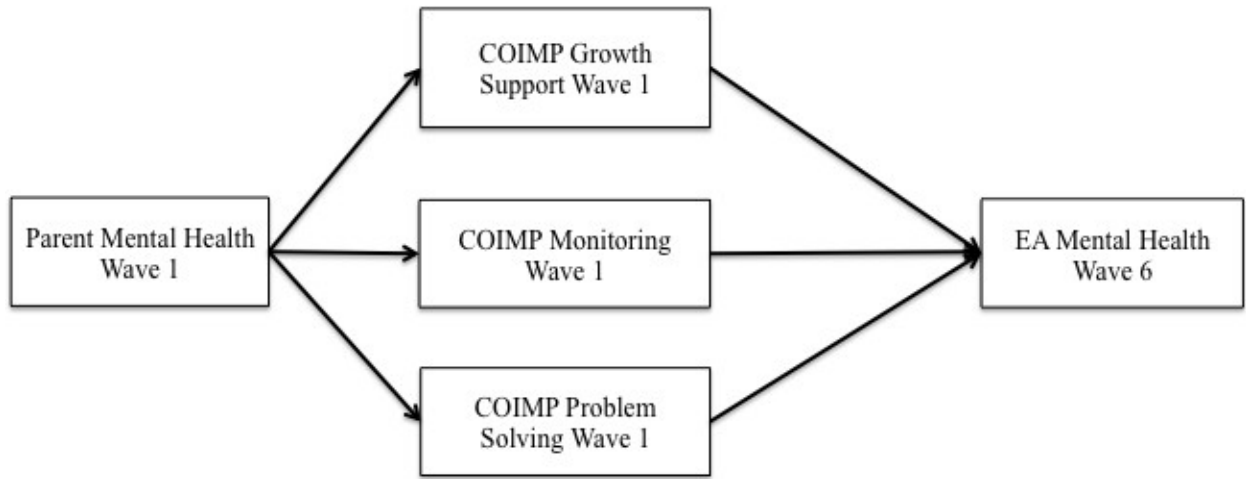 COIMP Growth
Support Wave 1
Parent Mental Health
Wave 1
COIMP Monitoring
Wave 1
EA Mental Health
Wave 6
COIMP Problem
Solving Wave 1